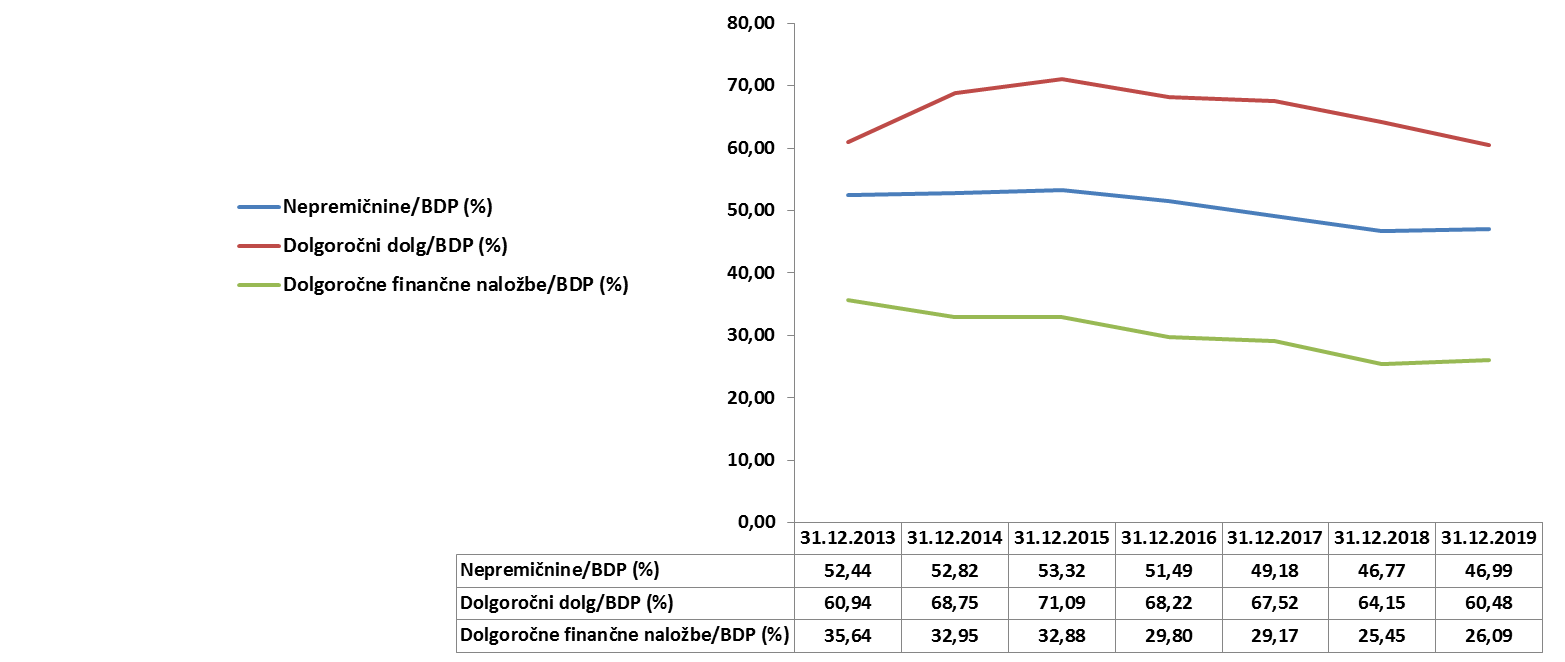 80,00
70,00
60,00
50,00
40,00
30,00
20,00
10,00
0,00
Nepremičnine/BDP (%)
Dolgoročni dolg/BDP (%)
Dolgoročne finančne naložbe/BDP (%)
31.12.2013 31.12.2014 31.12.2015 31.12.2016 31.12.2017 31.12.2018 31.12.2019
Nepremičnine/BDP (%) 52,44 52,82 53,32 51,49 49,18 46,77 46,99
Dolgoročni dolg/BDP (%) 60,94 68,75 71,09 68,22 67,52 64,15 60,48
Dolgoročne finančne naložbe/BDP (%) 35,64 32,95 32,88 29,80 29,17 25,45 26,09